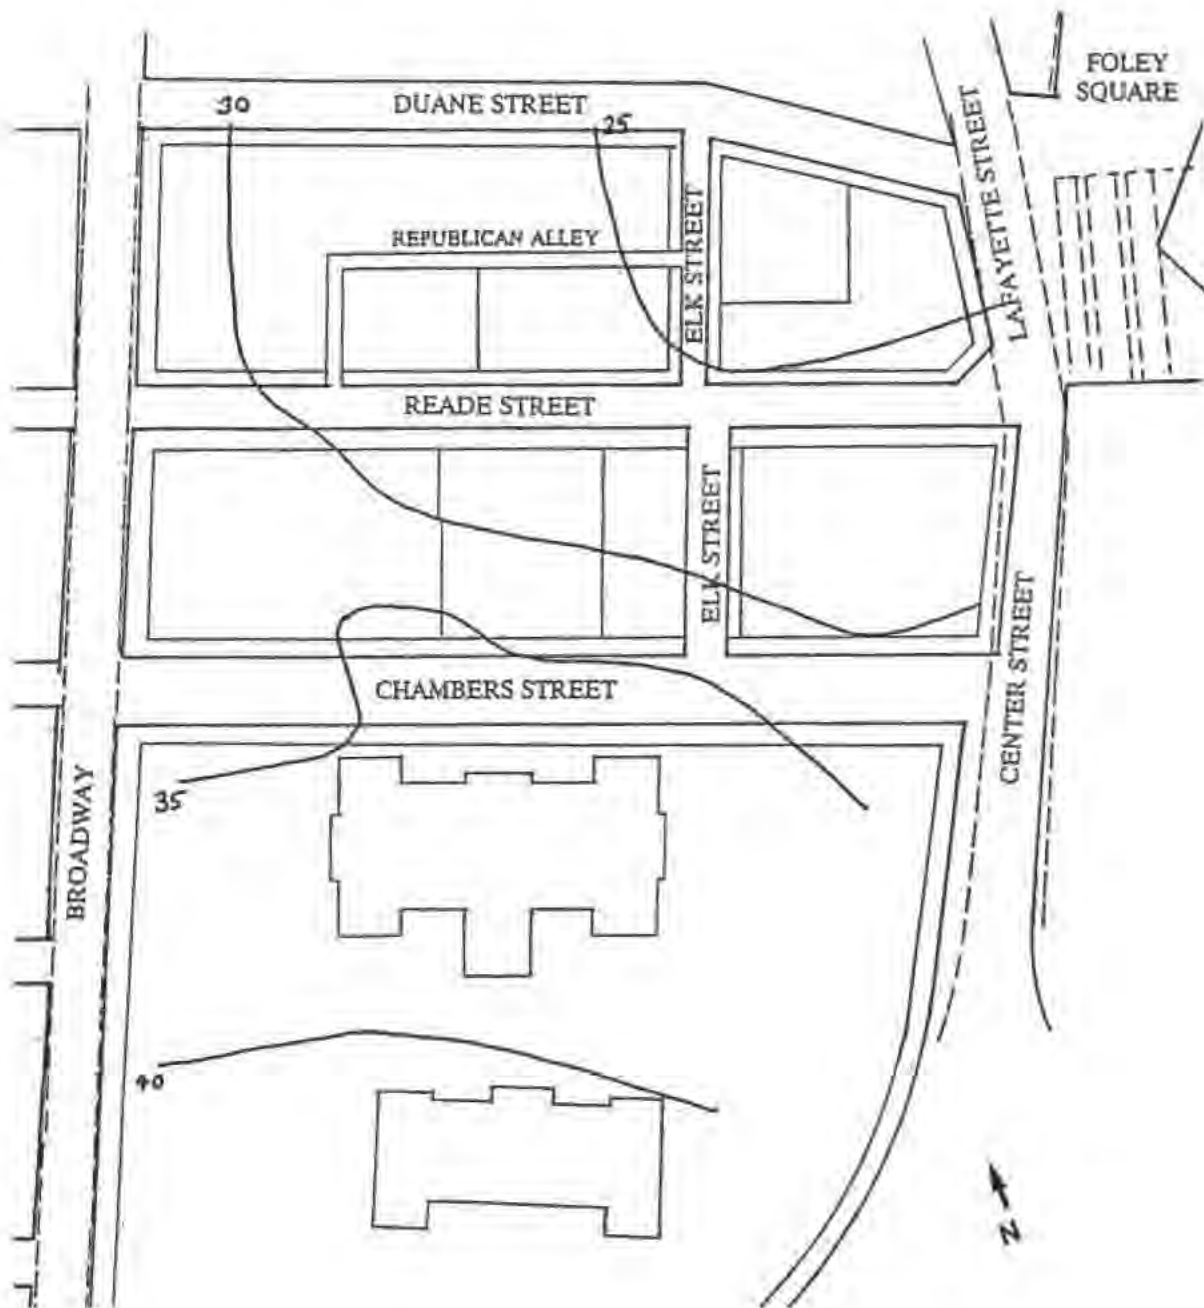 FOLEY
SQUARE
DUANE STREET
30
25
LAFAYETTE STREET
REPUBLICAN ALLEY
ELK STREET
READE STREET
ELK STREET
CHAMBERS STREET
CENTER STREET
35
BROADWAY
40
N